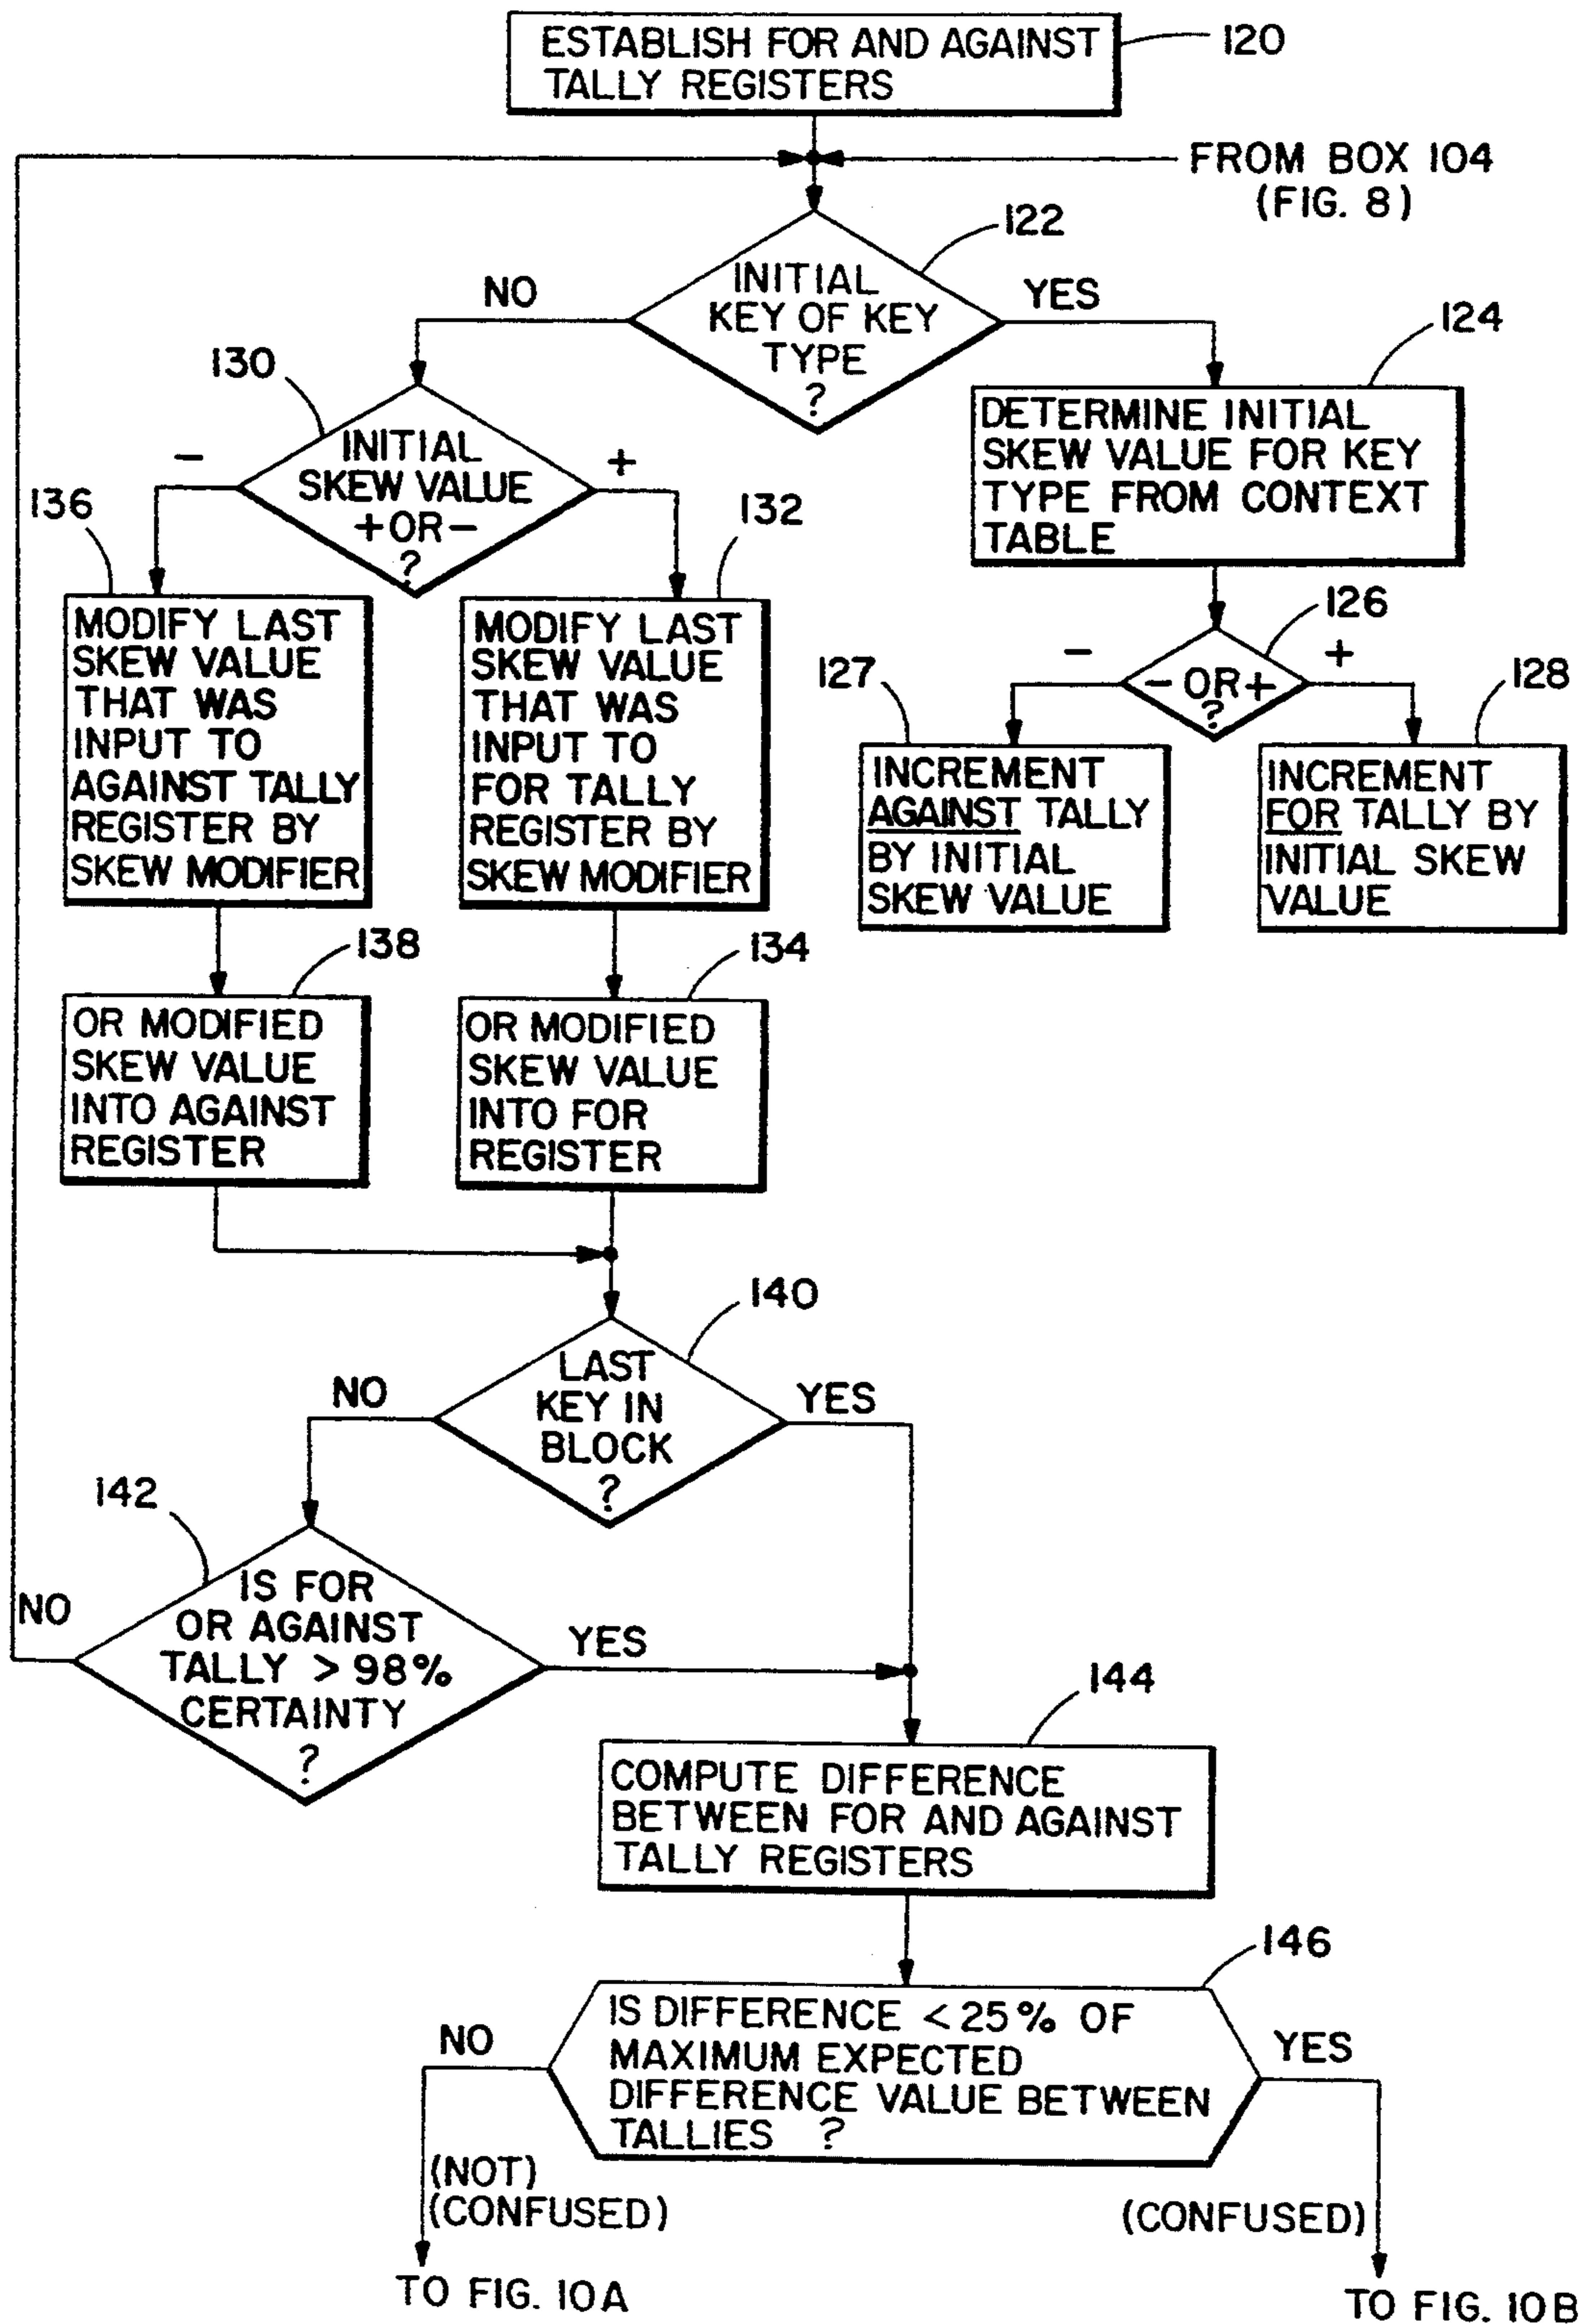 ESTABLISH FOR AND AGAINST
TALLY REGISTERS
120
FROM BOX 104
(FIG. 8)
122
INITIAL
KEY OF KEY
TYPE
?
NO
YES
124
DETERMINE INITIAL
SKEW VALUE FOR KEY
TYPE FROM CONTEXT
TABLE
130
INITIAL
SKEW VALUE
+OR-
?
-
+
126
- OR+
?
-
+
136
MODIFY LAST
SKEW VALUE
THAT WAS
INPUT TO
AGAINST TALLY
REGISTER BY
SKEW MODIFIER
132
MODIFY LAST
SKEW VALUE
THAT WAS
INPUT TO
FOR TALLY
REGISTER BY
SKEW MODIFIER
127
INCREMENT
AGAINST TALLY
BY INITIAL
SKEW VALUE
128
INCREMENT
FOR TALLY BY
INITIAL SKEW
VALUE
138
OR MODIFIED
SKEW VALUE
INTO AGAINST
REGISTER
134
OR MODIFIED
SKEW VALUE
INTO FOR
REGISTER
140
LAST
KEY IN
BLOCK
?
NO
YES
142
IS FOR
OR AGAINST
TALLY > 98%
CERTAINTY
?
NO
YES
144
COMPUTE DIFFERENCE
BETWEEN FOR AND AGAINST
TALLY REGISTERS
146
IS DIFFERENCE < 25% OF
MAXIMUM EXPECTED
DIFFERENCE VALUE BETWEEN
TALLIES ?
NO
YES
(NOT)
(CONFUSED)
(CONFUSED)
TO FIG. 10A
TO FIG. 10B